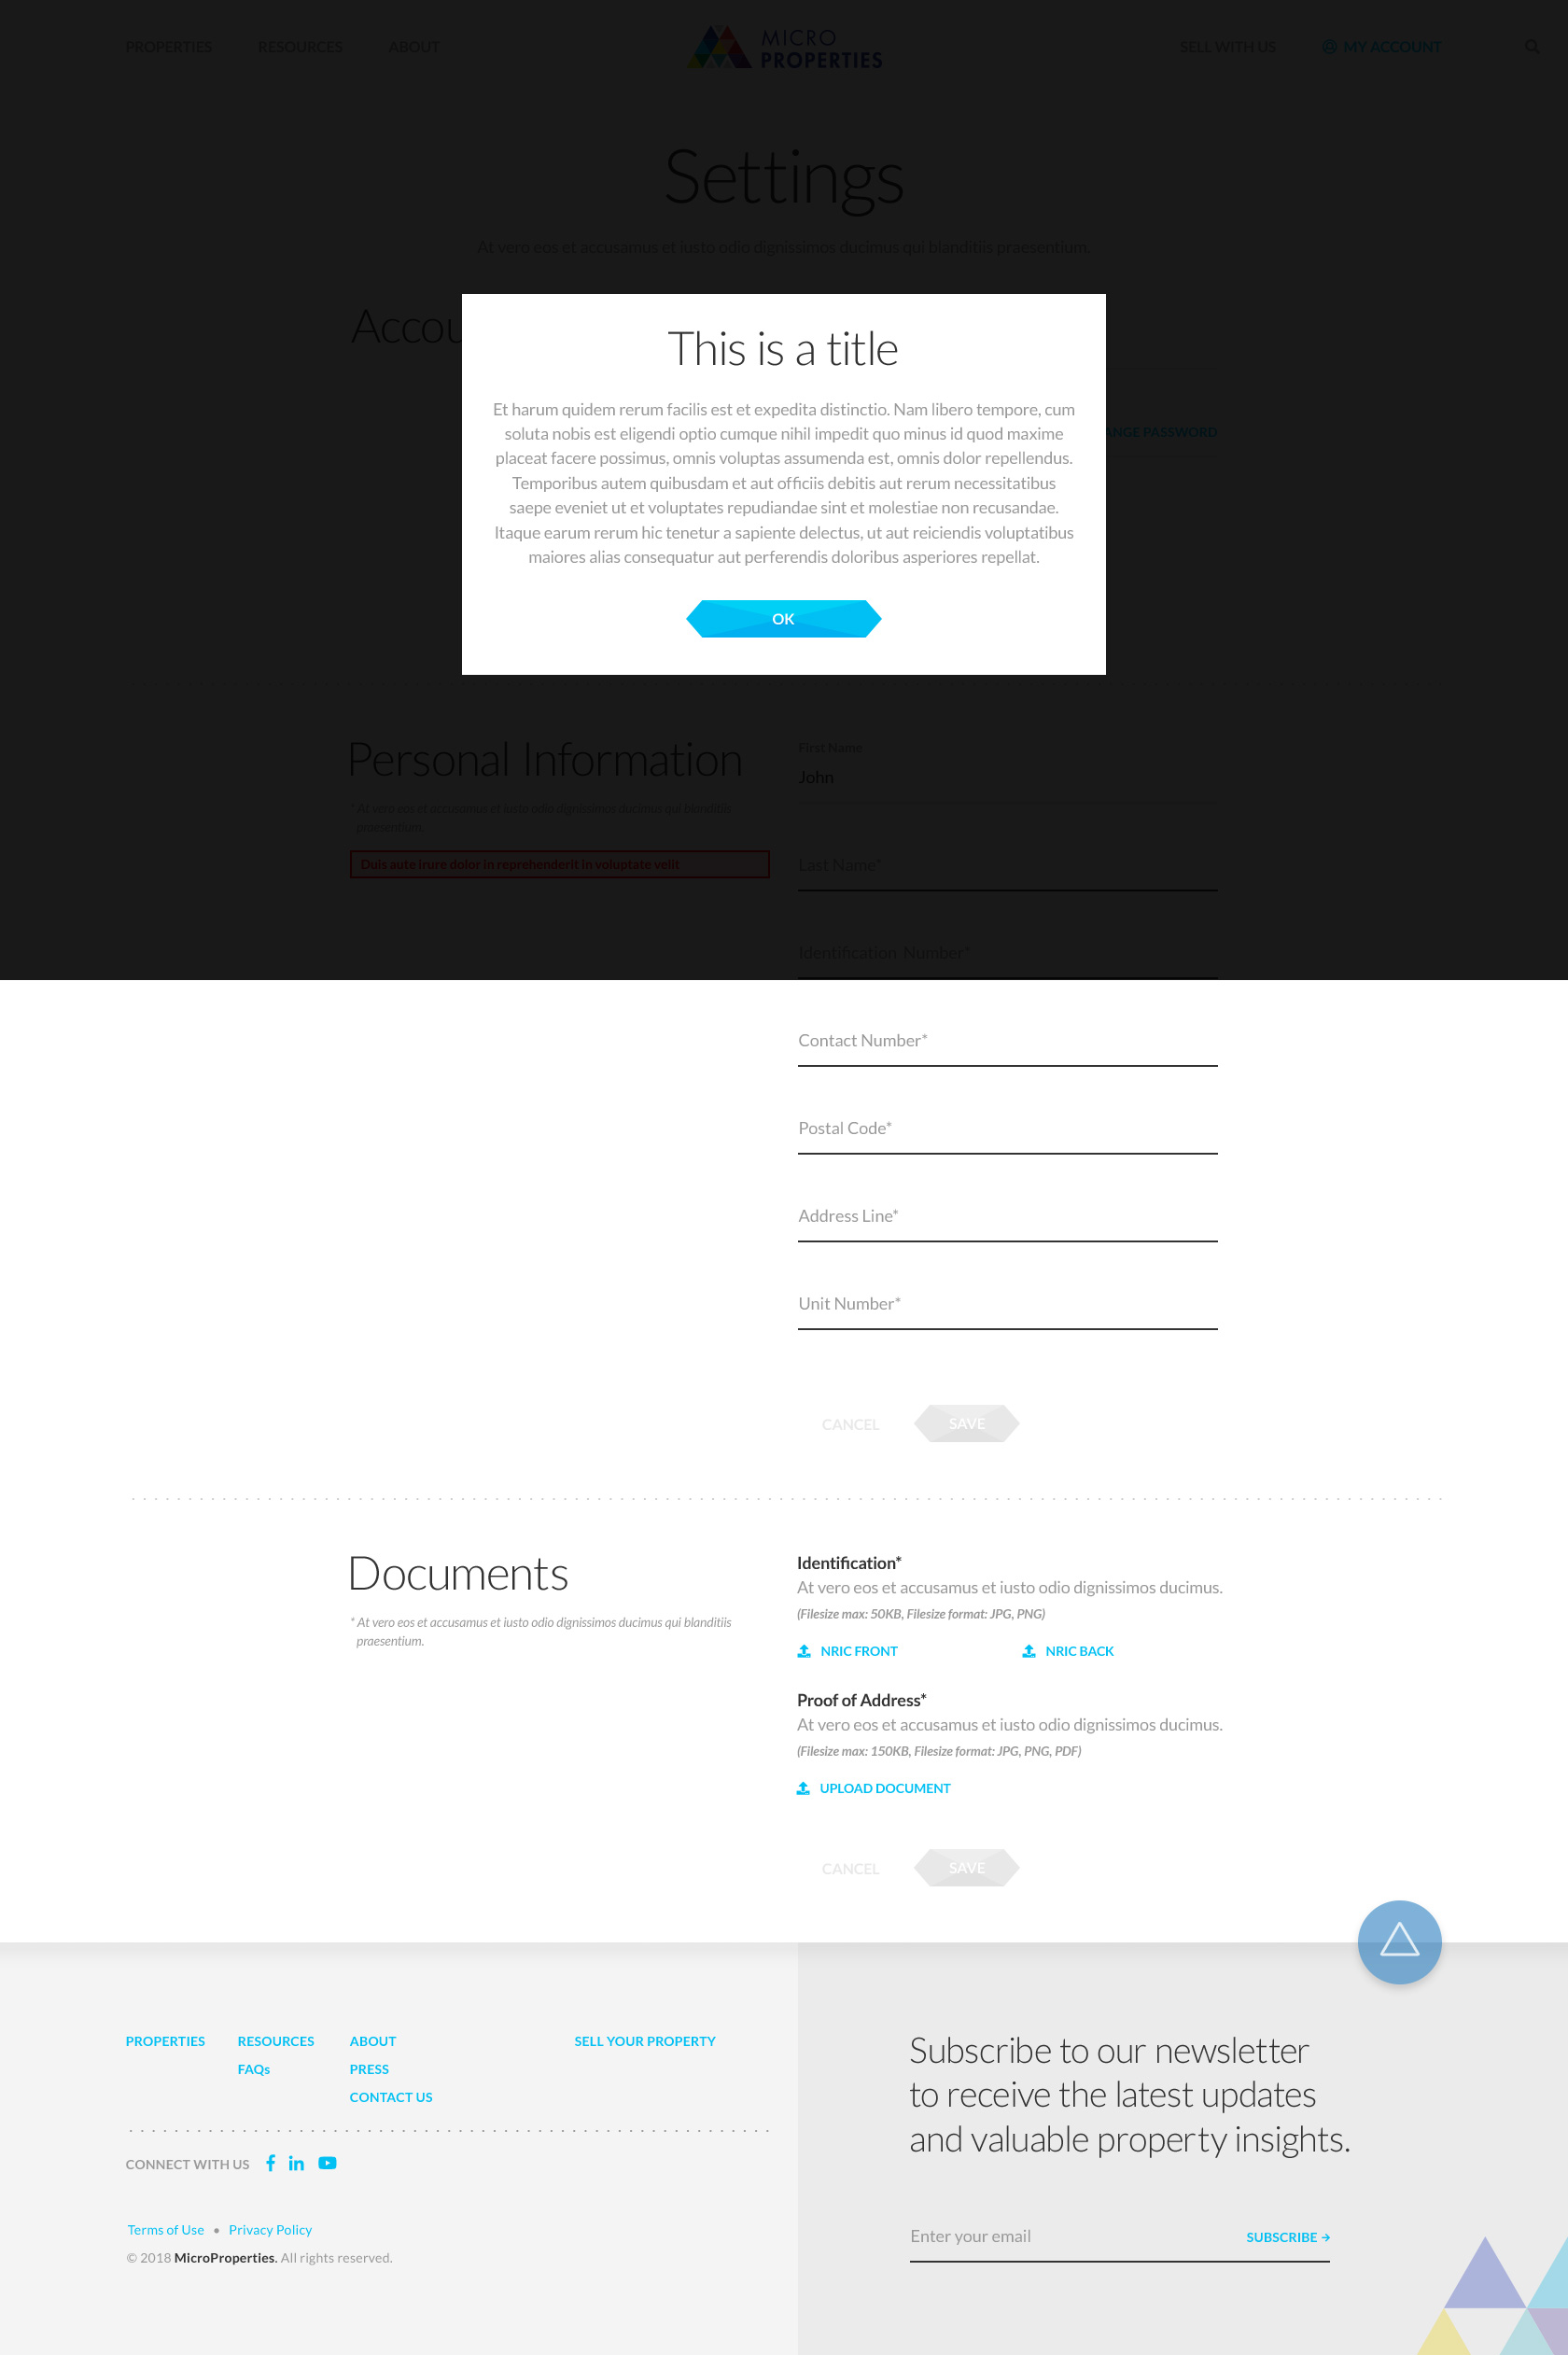 PROPERTIES RESOURCES ABOUT MICRO PROPERTIES SELL WITH US MY ACCOUNT
Settings
At vero eos et accusamus et iusto odio dignissimos ducimus qui blanditiis praesentium.
Accou
This is a title
Et harum quidem rerum facilis est et expedita distinctio. Nam libero tempore, cum
soluta nobis est eligendi optio cumque nihil impedit quo minus id quod maxime
placeat facere possimus, omnis voluptas assumenda est, omnis dolor repellendus.
Temporibus autem quibusdam et aut officiis debitis aut rerum necessitatibus
saepe eveniet ut et voluptates repudiandae sint et molestiae non recusandae.
Itaque earum rerum hic tenetur a sapiente delectus, ut aut reiciendis voluptatibus
maiores alias consequatur aut perferendis doloribus asperiores repellat.
OK
ANGE PASSWORD
Personal Information
* At vero eos et accusamus et iusto odio dignissimos ducimus qui blanditiis
praesentium.
Duis aute irure dolor in reprehenderit in voluptate velit
First Name
John
Last Name*
Identification Number*
Contact Number*
Postal Code*
Address Line*
Unit Number*
CANCEL SAVE
Documents
* At vero eos et accusamus et iusto odio dignissimos ducimus qui blanditiis
praesentium.
Identification*
At vero eos et accusamus et iusto odio dignissimos ducimus.
(Filesize max: 50KB, Filesize format: JPG, PNG)
NRIC FRONT NRIC BACK
Proof of Address*
At vero eos et accusamus et iusto odio dignissimos ducimus.
(Filesize max: 150KB, Filesize format: JPG, PNG, PDF)
UPLOAD DOCUMENT
CANCEL SAVE
PROPERTIES RESOURCES ABOUT SELL YOUR PROPERTY
FAQs PRESS
CONTACT US
CONNECT WITH US
Terms of Use • Privacy Policy
© 2018 MicroProperties. All rights reserved.
Subscribe to our newsletter
to receive the latest updates
and valuable property insights.
Enter your email SUBSCRIBE →